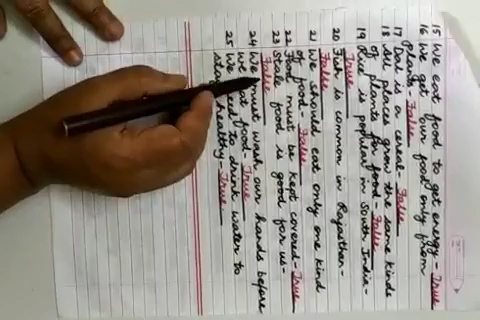 15 We eat food to get energy - True
16 We get our food only from
plants - False
17 Dal is a cereal - False
18 All places grow the same kinds
of plants for food - False
19 Rice is popular in South India -
True
20 Fish is common in Rajasthan -
False
21 We should eat only one kind
of food - False
22 Food must be kept covered - True
23 Stale food is good for us -
False
24 We must wash our hands before
we eat food - True
25 We need to drink water to
stay healthy - True